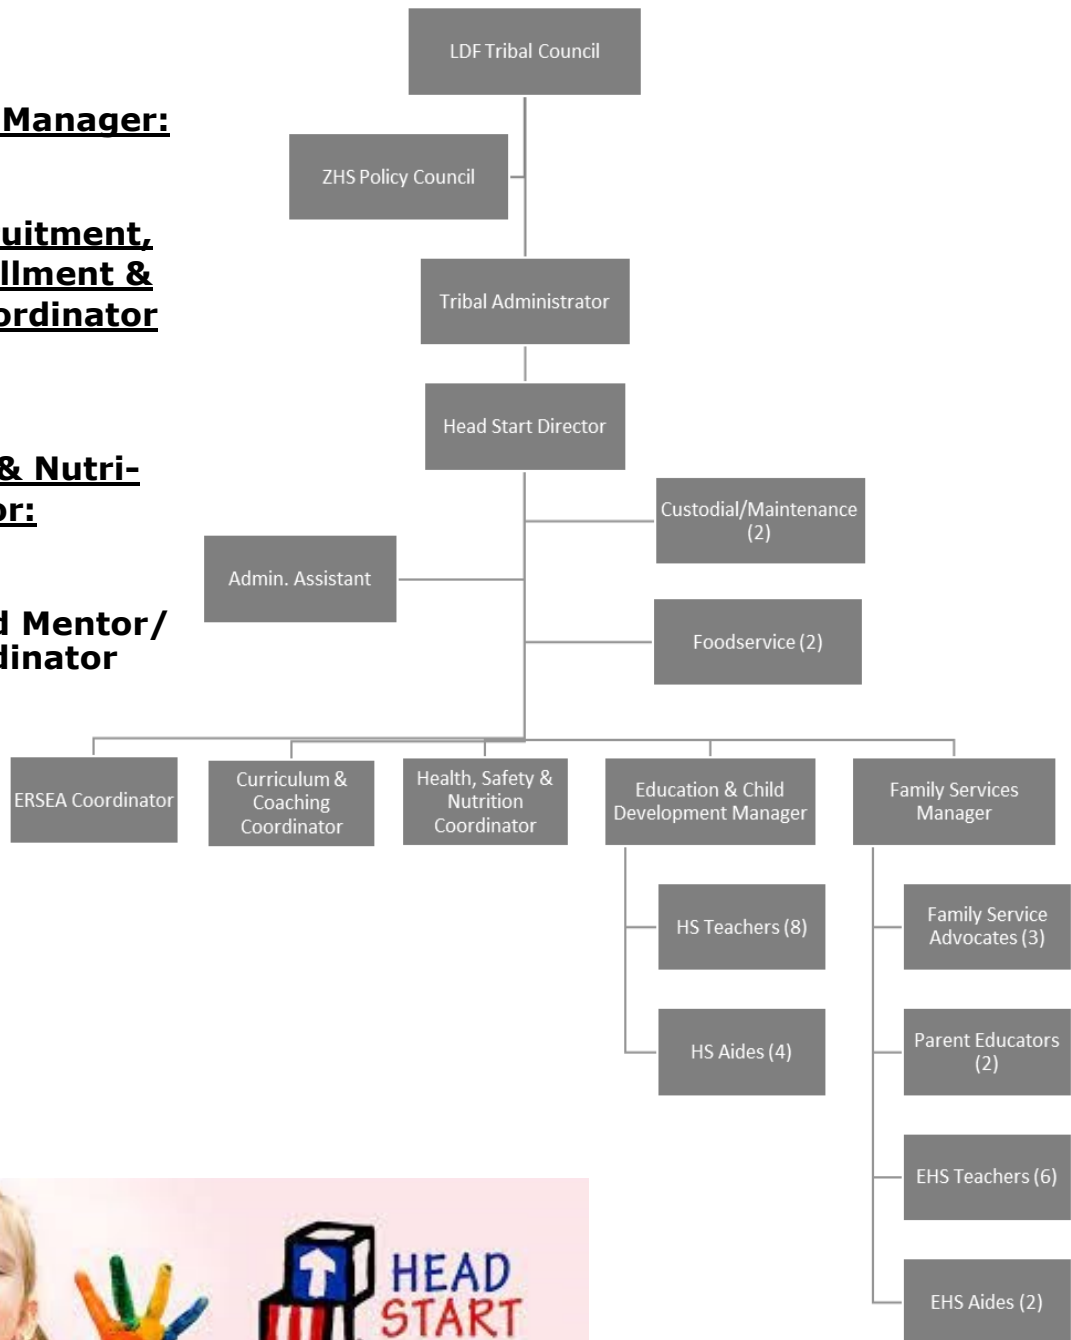 Manager:
uitment,
llment &
ordinator
& Nutri-
or:
d Mentor/
dinator
LDF Tribal Council
ZHS Policy Council
Tribal Administrator
Head Start Director
Custodial/Maintenance
(2)
Admin. Assistant
Foodservice (2)
ERSEA Coordinator
Curriculum &
Coaching
Coordinator
Health, Safety &
Nutrition
Coordinator
Education & Child
Development Manager
Family Services
Manager
HS Teachers (8)
HS Aides (4)
Family Service
Advocates (3)
Parent Educators
(2)
EHS Teachers (6)
EHS Aides (2)
HEAD
START